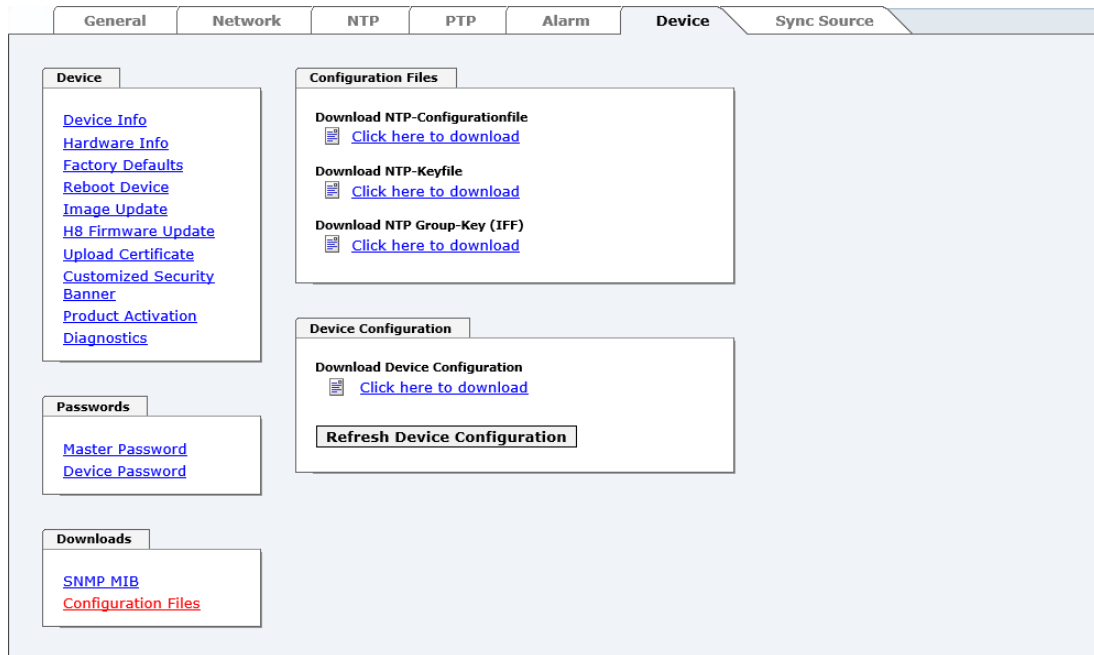 General Network NTP PTP Alarm Device Sync Source
Device
Device Info
Hardware Info
Factory Defaults
Reboot Device
Image Update
H8 Firmware Update
Upload Certificate
Customized Security
Banner
Product Activation
Diagnostics
Passwords
Master Password
Device Password
Downloads
SNMP MIB
Configuration Files
Configuration Files
Download NTP-Configurationfile
Click here to download
Download NTP-Keyfile
Click here to download
Download NTP Group-Key (IFF)
Click here to download
Device Configuration
Download Device Configuration
Click here to download
Refresh Device Configuration